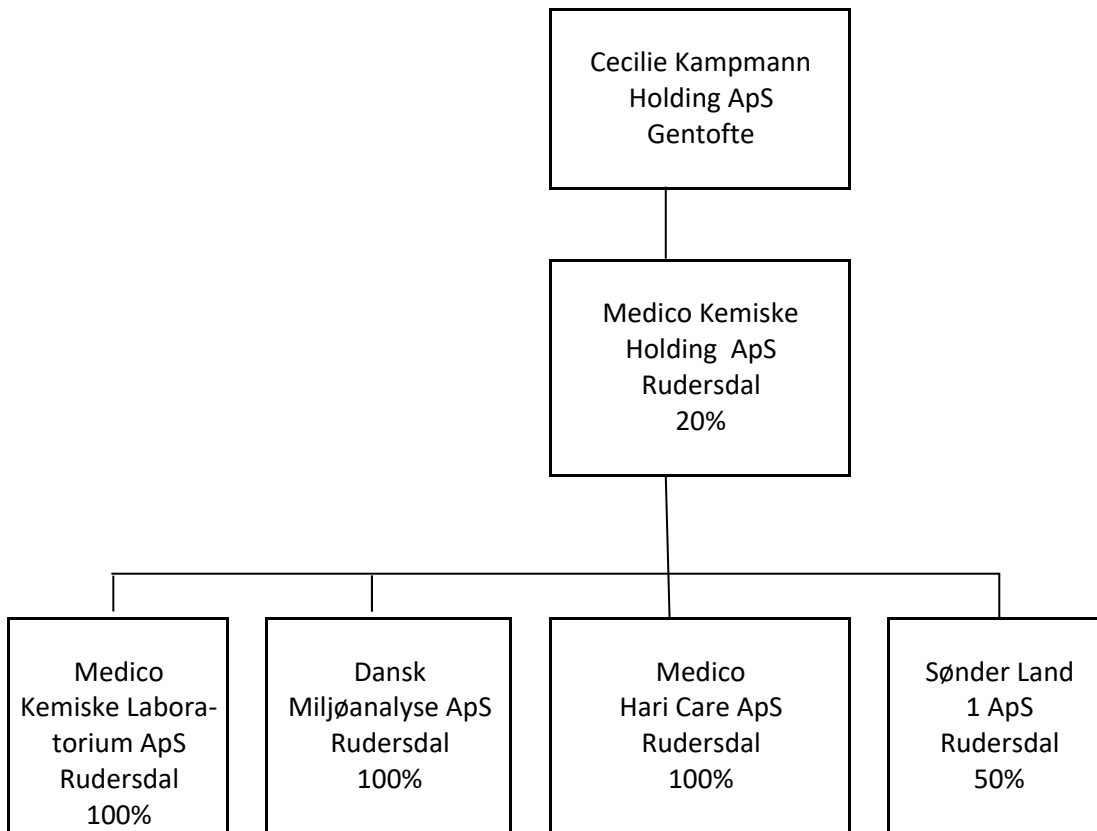 Cecilie Kampmann
Holding ApS
Gentofte
Medico Kemiske
Holding ApS
Rudersdal
20%
Medico
Kemiske Labora-
torium ApS
Rudersdal
100%
Dansk
Miljøanalyse ApS
Rudersdal
100%
Medico
Hari Care ApS
Rudersdal
100%
Sønder Land
1 ApS
Rudersdal
50%